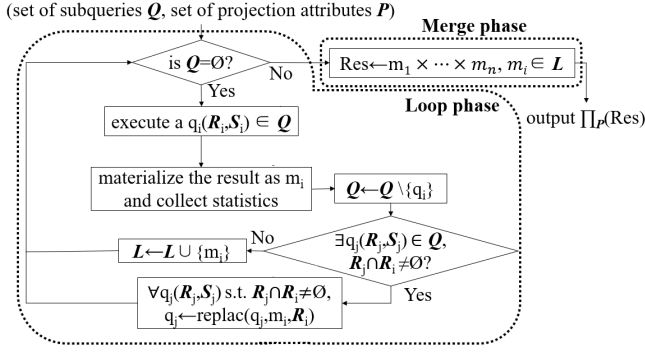 (set of subqueries Q, set of projection attributes P)
Merge phase
is Q=Ø?
No
Res←m₁ × ⋯ × mₙ, mᵢ ∈ L
Yes
Loop phase
execute a qᵢ(Rᵢ,Sᵢ) ∈ Q
output ∏P(Res)
materialize the result as mᵢ
and collect statistics
Q←Q \{qᵢ}
∃qⱼ(Rⱼ,Sⱼ) ∈ Q,
Rⱼ∩Rᵢ≠Ø?
No
L←L ∪ {mᵢ}
Yes
∀qⱼ(Rⱼ,Sⱼ) s.t. Rⱼ∩Rᵢ≠Ø,
qⱼ←replac(qⱼ,mᵢ,Rᵢ)